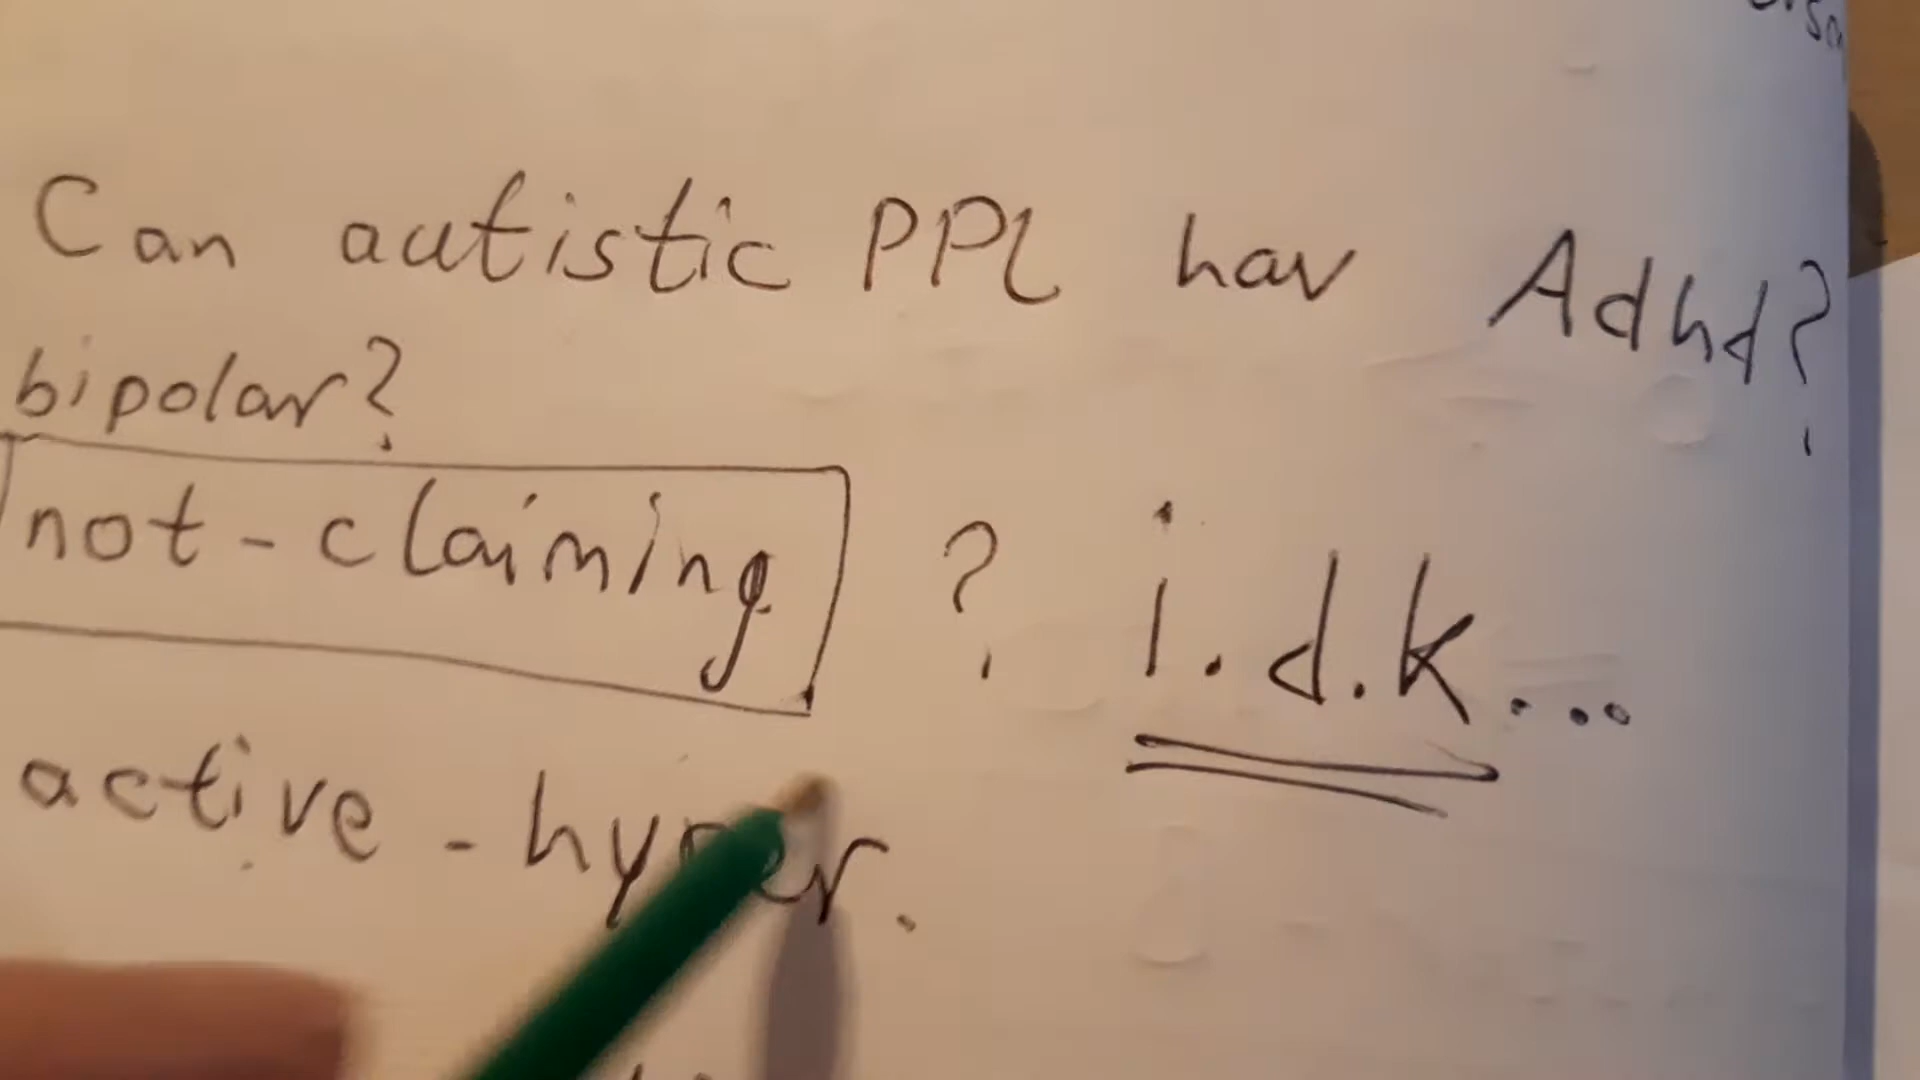 Can autistic PPL hav Adhd?
bipolar?
not-claiming ? i.d.k...
active-hyper.